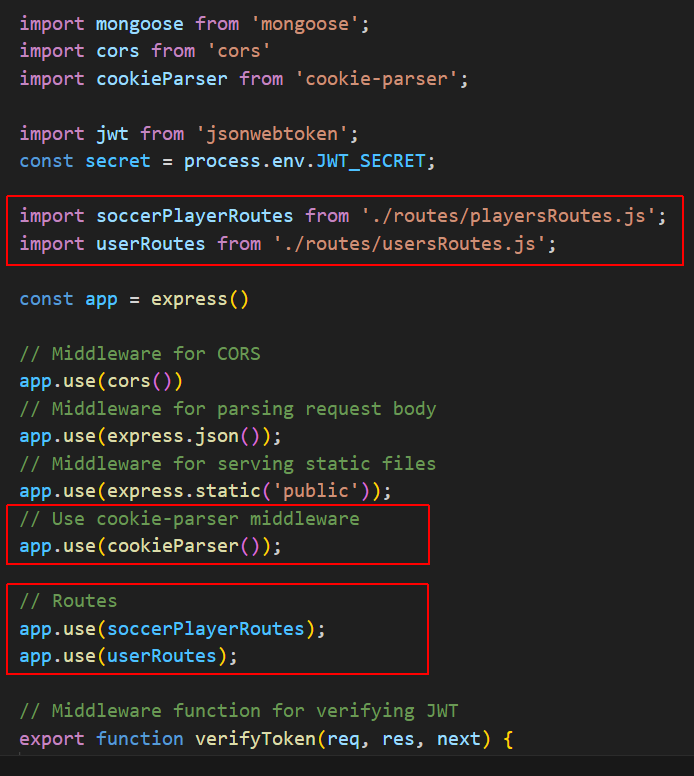 import mongoose from 'mongoose';
import cors from 'cors'
import cookieParser from 'cookie-parser';
import jwt from 'jsonwebtoken';
const secret = process.env.JWT_SECRET;
import soccerPlayerRoutes from './routes/playersRoutes.js';
import userRoutes from './routes/usersRoutes.js';
const app = express()
// Middleware for CORS
app.use(cors())
// Middleware for parsing request body
app.use(express.json());
// Middleware for serving static files
app.use(express.static('public'));
// Use cookie-parser middleware
app.use(cookieParser());
// Routes
app.use(soccerPlayerRoutes);
app.use(userRoutes);
// Middleware function for verifying JWT
export function verifyToken(req, res, next) {